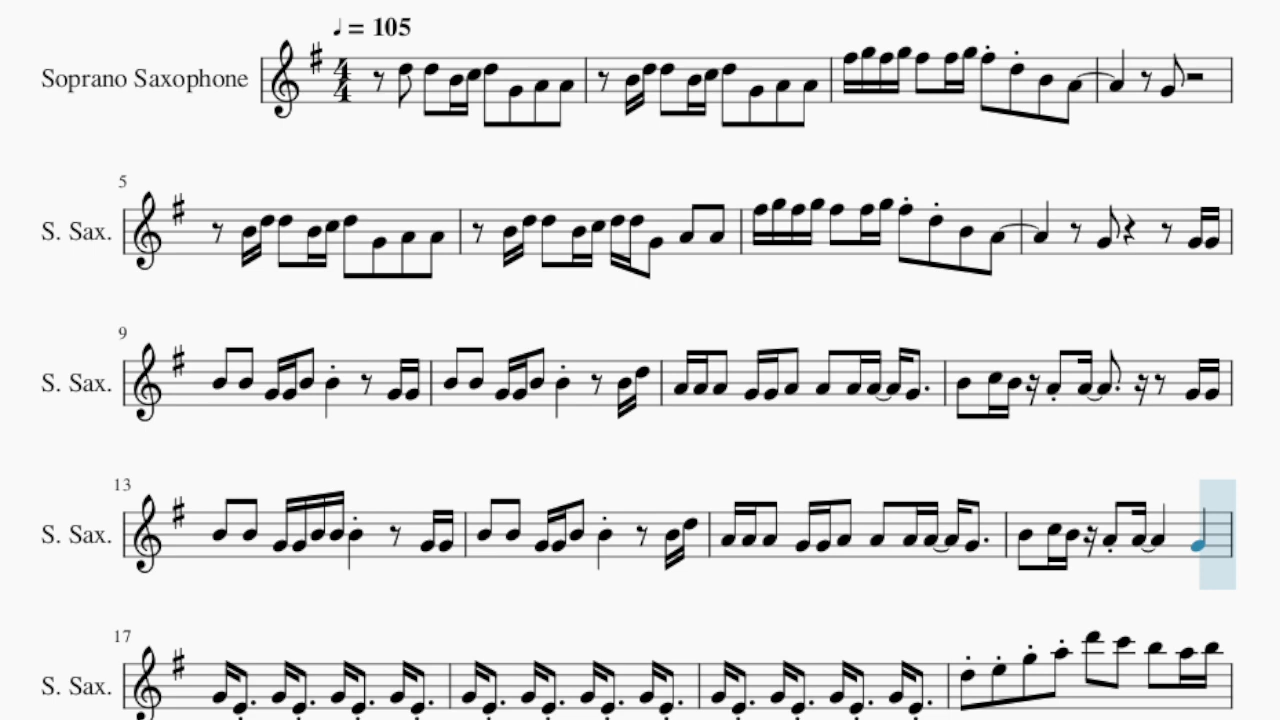 ♩ = 105
Soprano Saxophone
4
4
5
S. Sax.
9
S. Sax.
13
S. Sax.
17
S. Sax.